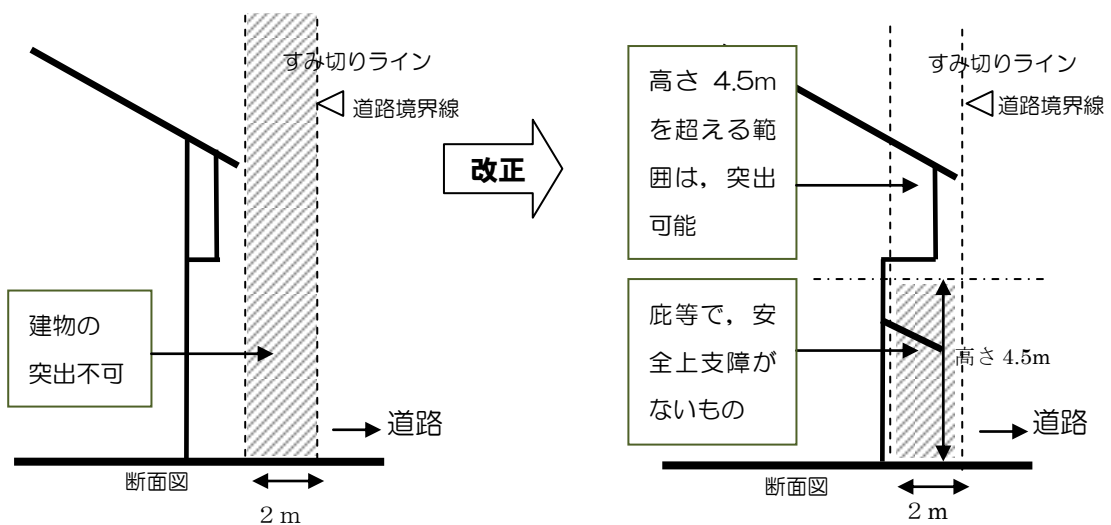 すみ切りライン
道路境界線
建物の
突出不可
道路
断面図
2 m
改正
高さ 4.5m
を超える範
囲は，突出
可能
すみ切りライン
道路境界線
庇等で，安
全上支障が
ないもの
高さ 4.5m
道路
断面図
2 m